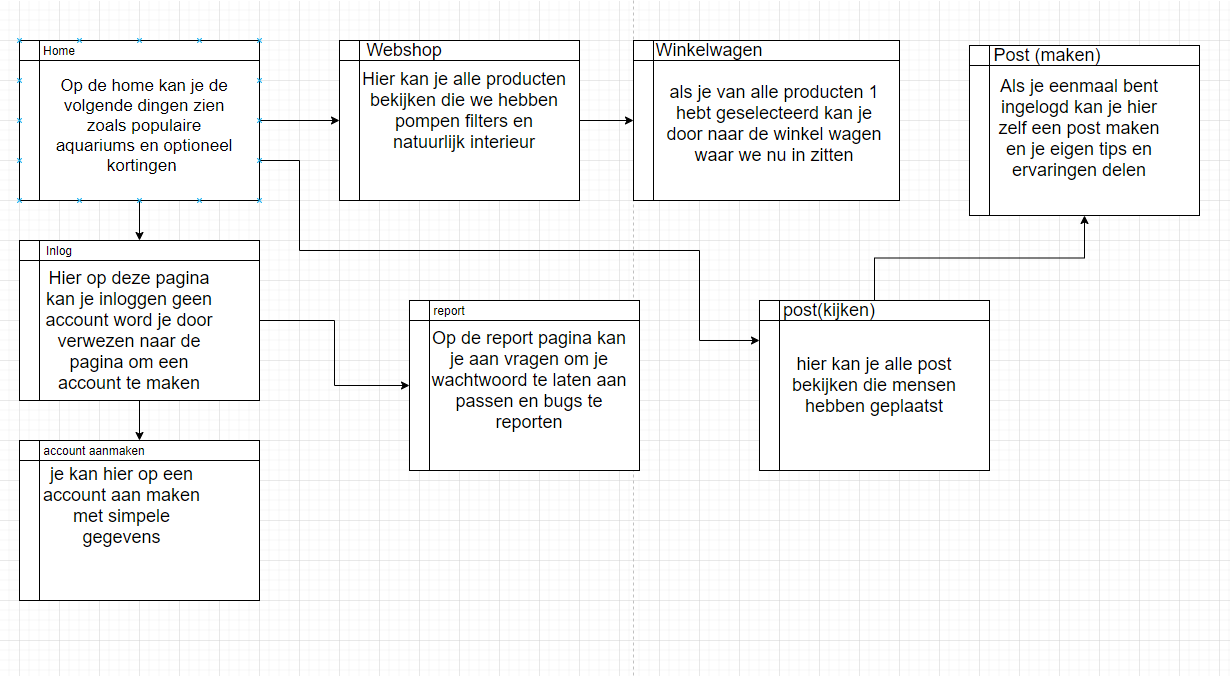 Home
Op de home kan je de
volgende dingen zien
zoals populaire
aquariums en optioneel
kortingen
Webshop
Hier kan je alle producten
bekijken die we hebben
pompen filters en
natuurlijk interieur
Winkelwagen
als je van alle producten 1
hebt geselecteerd kan je
door naar de winkel wagen
waar we nu in zitten
Post (maken)
Als je eenmaal bent
ingelogd kan je hier
zelf een post maken
en je eigen tips en
ervaringen delen
Inlog
Hier op deze pagina
kan je inloggen geen
account word je door
verwezen naar de
pagina om een
account te maken
report
Op de report pagina kan
je aan vragen om je
wachtwoord te laten aan
passen en bugs te
reporten
post(kijken)
hier kan je alle post
bekijken die mensen
hebben geplaatst
account aanmaken
je kan hier op een
account aan maken
met simpele
gegevens